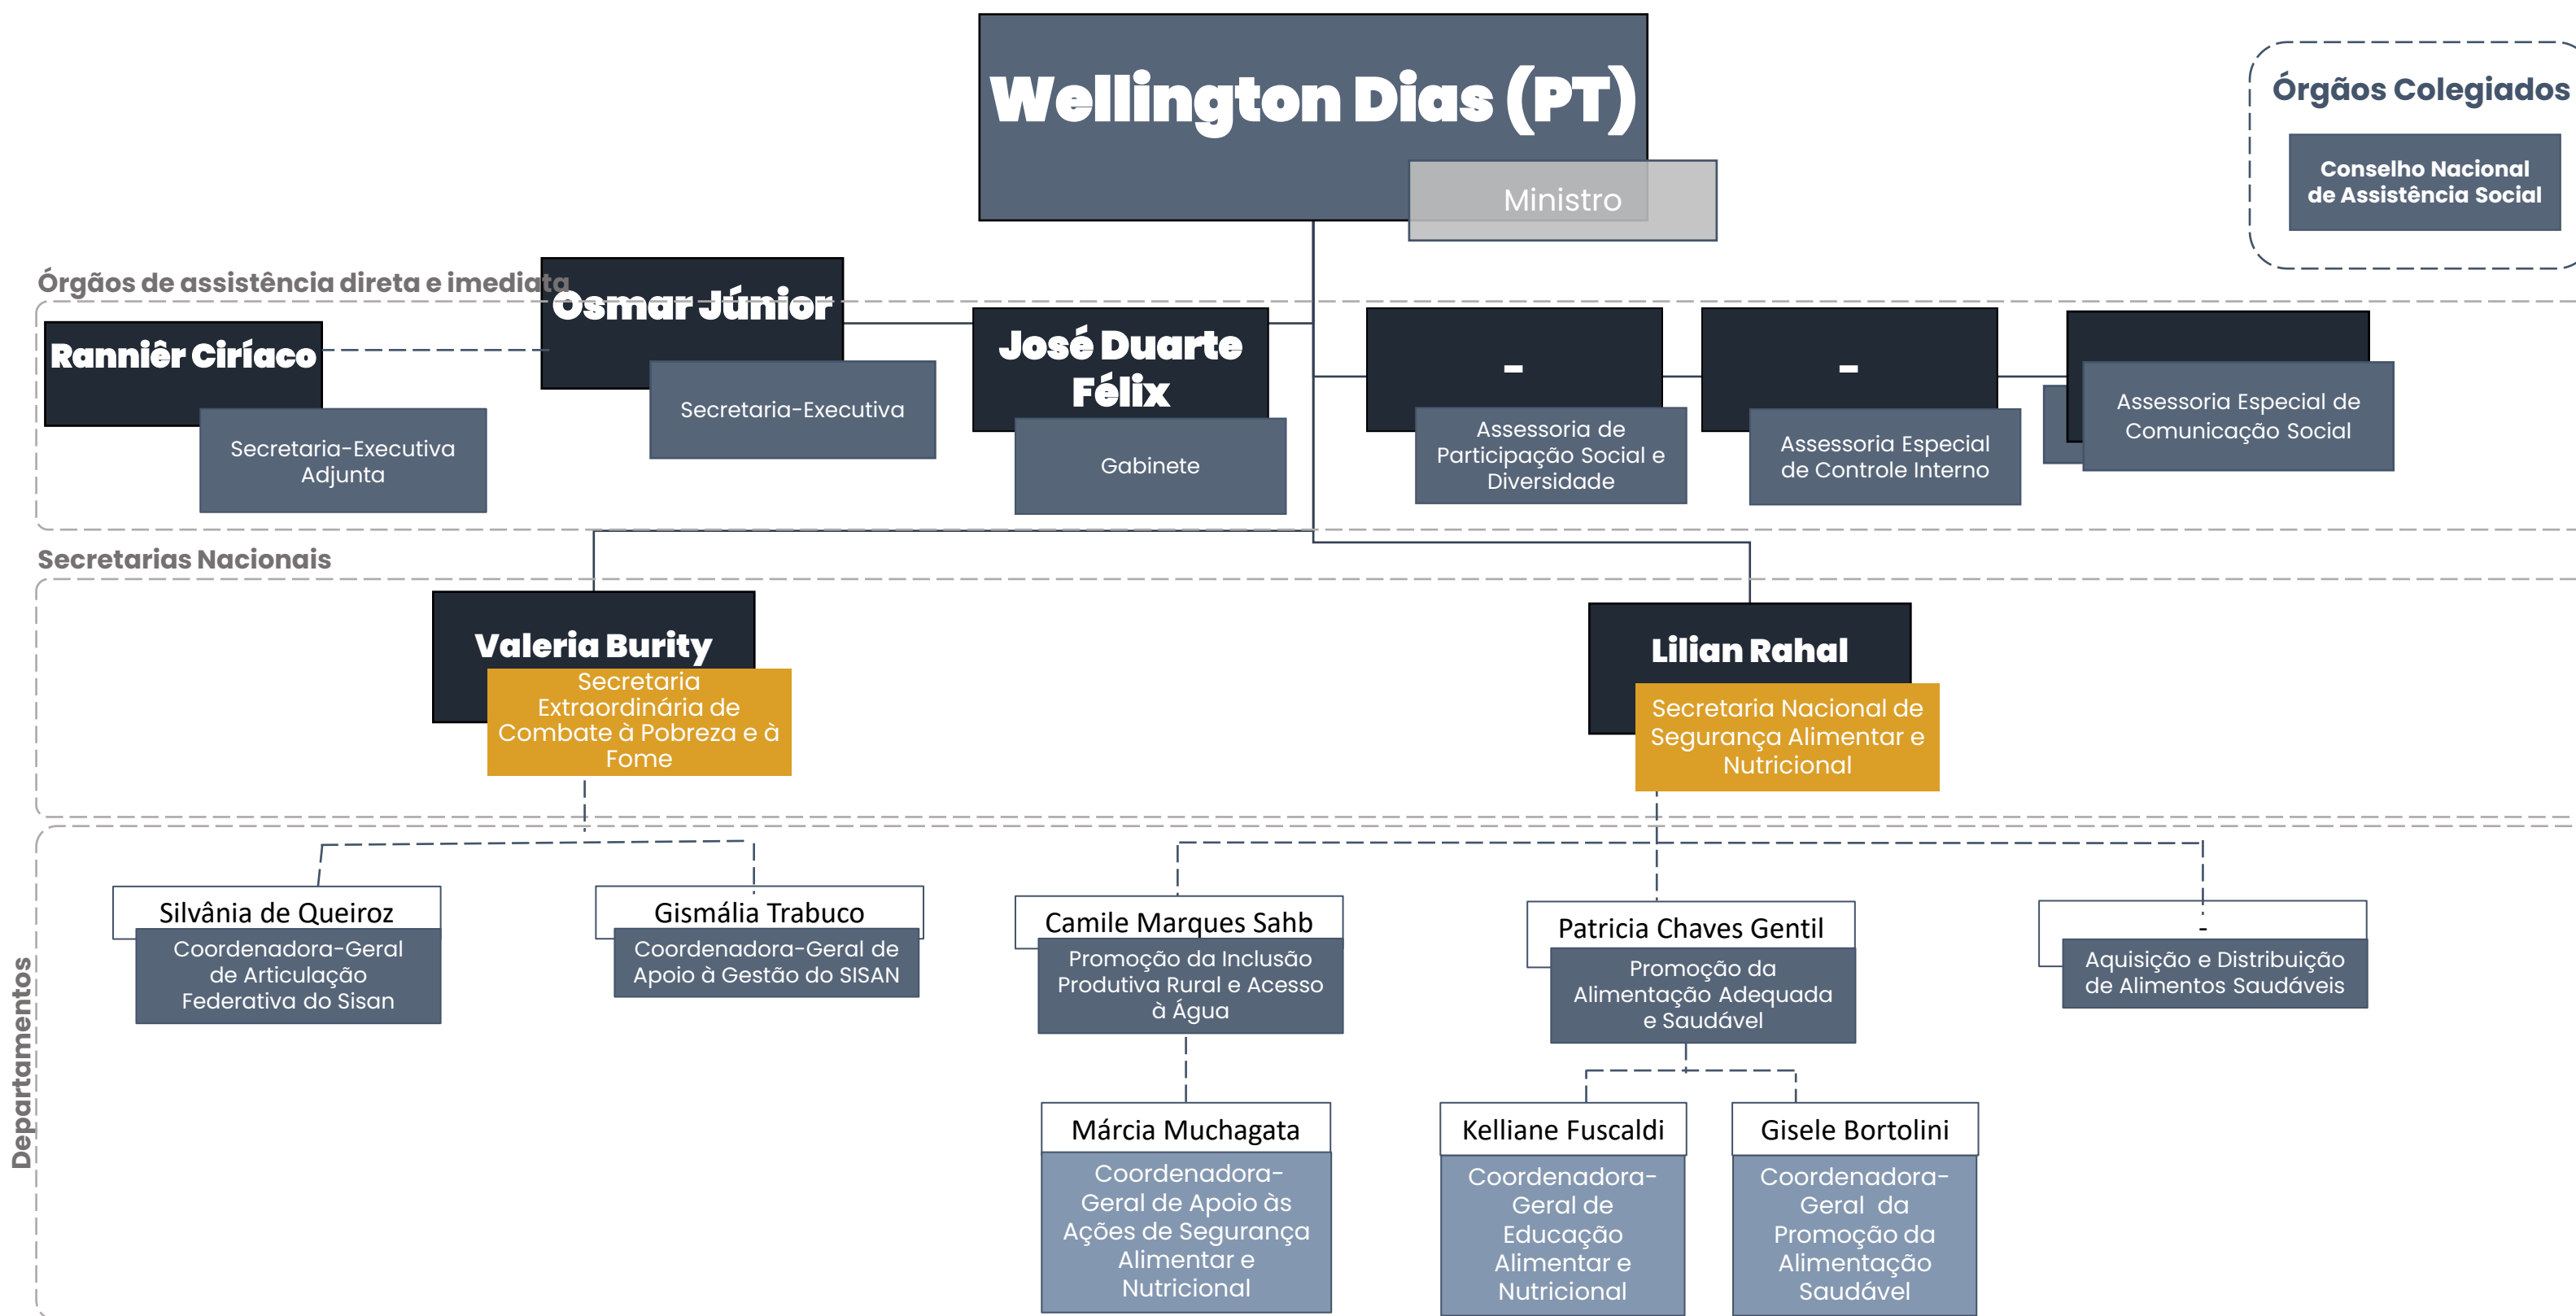 Wellington Dias (PT)
Ministro
Órgãos Colegiados
Conselho Nacional
de Assistência Social
Órgãos de assistência direta e imediata
Ranniêr Ciríaco
Secretaria-Executiva
Adjunta
Osmar Júnior
Secretaria-Executiva
José Duarte
Félix
Gabinete
-
Assessoria de
Participação Social e
Diversidade
-
Assessoria Especial
de Controle Interno
Assessoria Especial de
Comunicação Social
Secretarias Nacionais
Valeria Burity
Secretaria
Extraordinária de
Combate à Pobreza e à
Fome
Lilian Rahal
Secretaria Nacional de
Segurança Alimentar e
Nutricional
Departamentos
Silvânia de Queiroz
Coordenadora-Geral
de Articulação
Federativa do Sisan
Gismália Trabuco
Coordenadora-Geral de
Apoio à Gestão do SISAN
Camile Marques Sahb
Promoção da Inclusão
Produtiva Rural e Acesso
à Água
Patricia Chaves Gentil
Promoção da
Alimentação Adequada
e Saudável
-
Aquisição e Distribuição
de Alimentos Saudáveis
Márcia Muchagata
Coordenadora-
Geral de Apoio às
Ações de Segurança
Alimentar e
Nutricional
Kelliane Fuscaldi
Coordenadora-
Geral de
Educação
Alimentar e
Nutricional
Gisele Bortolini
Coordenadora-
Geral da
Promoção da
Alimentação
Saudável